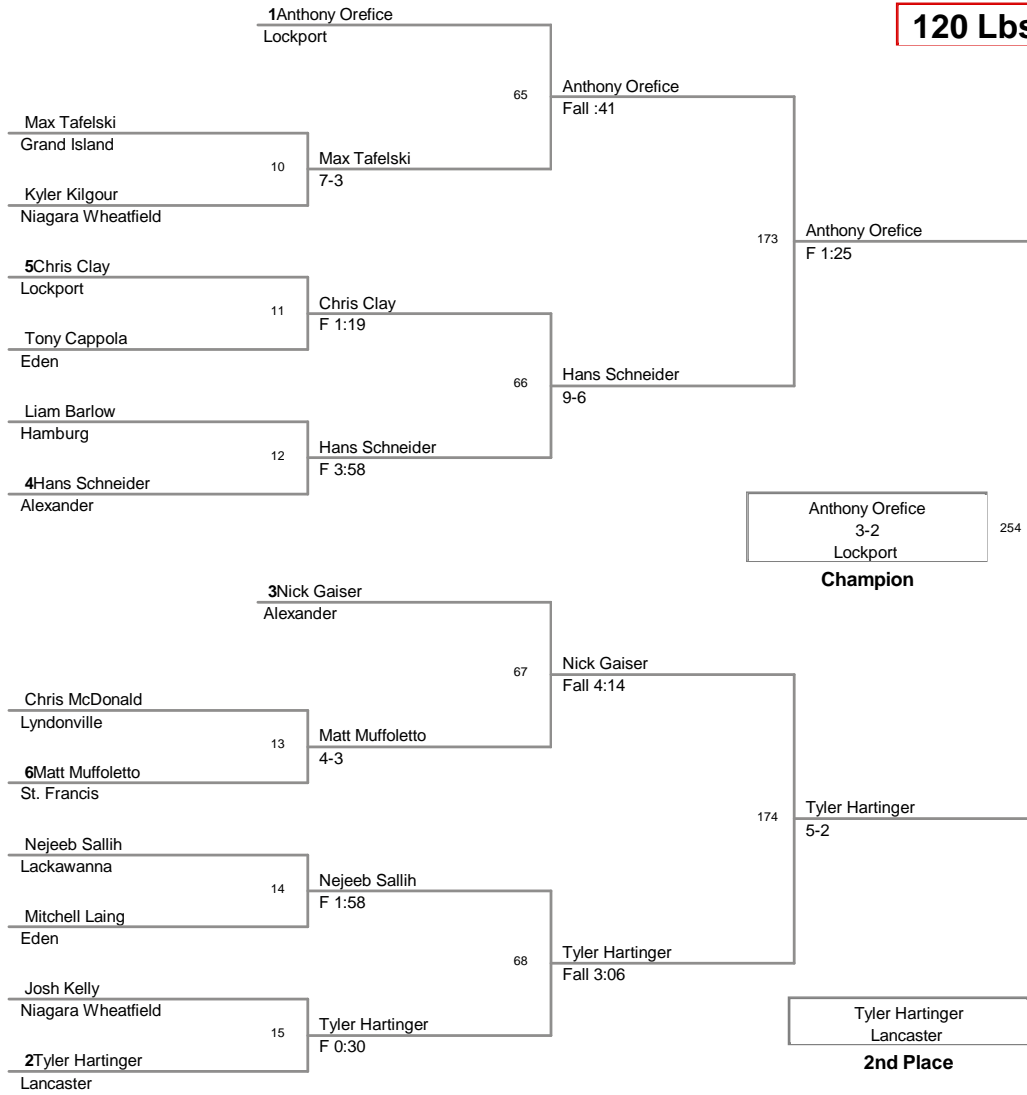 1Anthony Orefice
Lockport
120 Lbs
65
Anthony Orefice
Fall :41
Max Tafelski
Grand Island
10
Max Tafelski
7-3
Kyler Kilgour
Niagara Wheatfield
173
Anthony Orefice
F 1:25
5Chris Clay
Lockport
11
Chris Clay
F 1:19
Tony Cappola
Eden
66
Hans Schneider
9-6
Liam Barlow
Hamburg
12
Hans Schneider
F 3:58
4Hans Schneider
Alexander
Anthony Orefice
3-2
Lockport
254
Champion
3Nick Gaiser
Alexander
67
Nick Gaiser
Fall 4:14
Chris McDonald
Lyndonville
13
Matt Muffoletto
4-3
6Matt Muffoletto
St. Francis
174
Tyler Hartinger
5-2
Nejeeb Sallih
Lackawanna
14
Nejeeb Sallih
F 1:58
Mitchell Laing
Eden
68
Tyler Hartinger
Fall 3:06
Josh Kelly
Niagara Wheatfield
15
Tyler Hartinger
F 0:30
2Tyler Hartinger
Lancaster
Tyler Hartinger
Lancaster
2nd Place